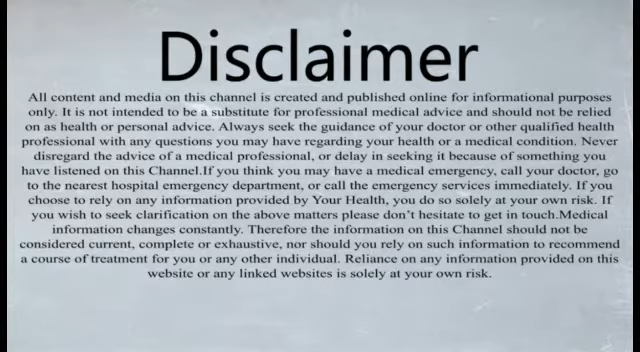 Disclaimer
All content and media on this channel is created and published online for informational purposes
only. It is not intended to be a substitute for professional medical advice and should not be relied
on as health or personal advice. Always seek the guidance of your doctor or other qualified health
professional with any questions you may have regarding your health or a medical condition. Never
disregard the advice of a medical professional, or delay in seeking it because of something you
have listened on this Channel.If you think you may have a medical emergency, call your doctor, go
to the nearest hospital emergency department, or call the emergency services immediately. If you
choose to rely on any information provided by Your Health, you do so solely at your own risk. If
you wish to seek clarification on the above matters please don't hesitate to get in touch.Medical
information changes constantly. Therefore the information on this Channel should not be
considered current, complete or exhaustive, nor should you rely on such information to recommend
a course of treatment for you or any other individual. Reliance on any information provided on this
website or any linked websites is solely at your own risk.